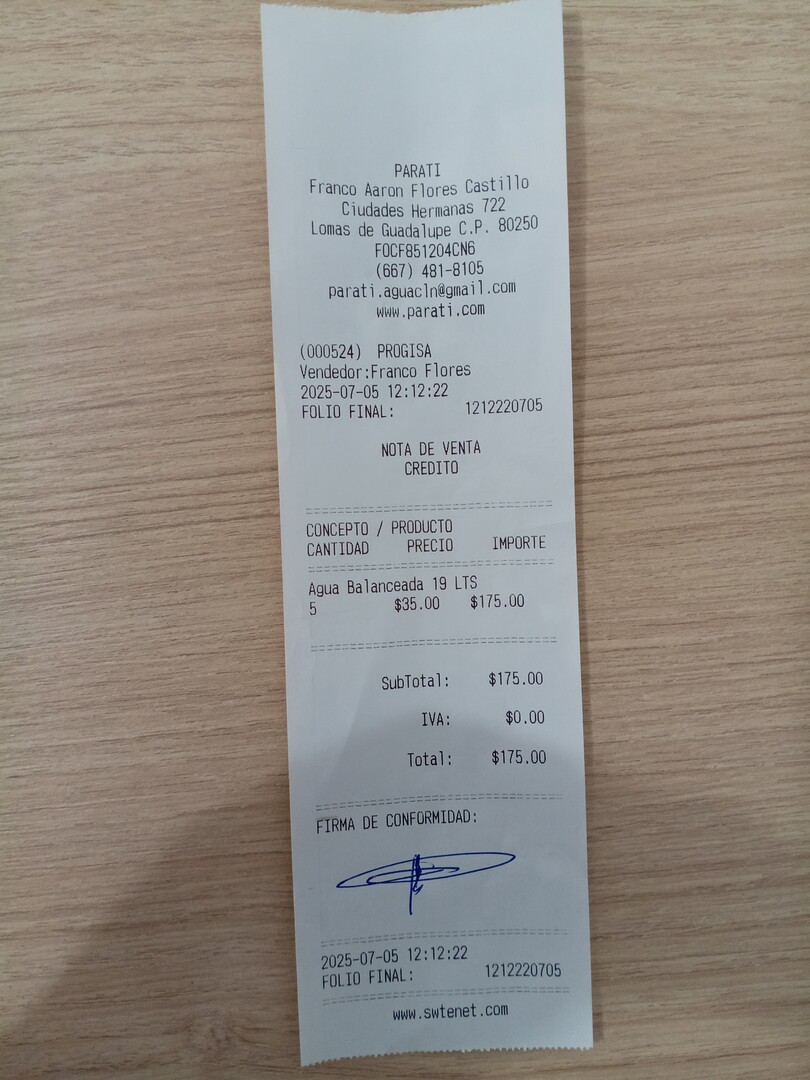 PARATI
Franco Aaron Flores Castillo
Ciudades Hermanas 722
Lomas de Guadalupe C.P. 80250
FOCF851204CN6
(667) 481-8105
parati.aguacln@gmail.com
www.parati.com
(000524) PROGISA
Vendedor:Franco Flores
2025-07-05 12:12:22
FOLIO FINAL: 1212220705
NOTA DE VENTA
CREDITO
CONCEPTO / PRODUCTO
CANTIDAD PRECIO IMPORTE
Agua Balanceada 19 LTS
5 $35.00 $175.00
SubTotal: $175.00
IVA: $0.00
Total: $175.00
FIRMA DE CONFORMIDAD:
2025-07-05 12:12:22
FOLIO FINAL: 1212220705
www.swtenet.com